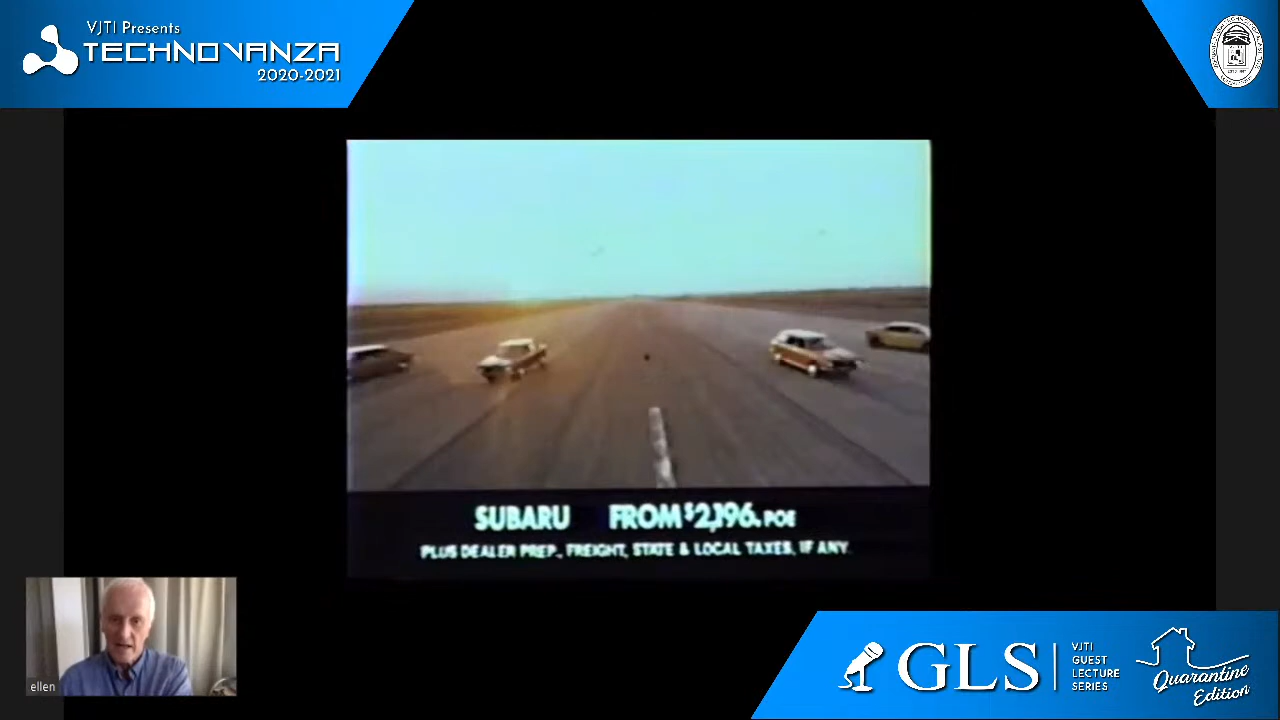 VJTI Presents
TECHNOVANZA
2020-2021
SUBARU FROM $2,196. POE
PLUS DEALER PREP., FREIGHT, STATE & LOCAL TAXES, IF ANY.
ellen
GLS
VJTI
GUEST
LECTURE
SERIES
Quarantine
Edition